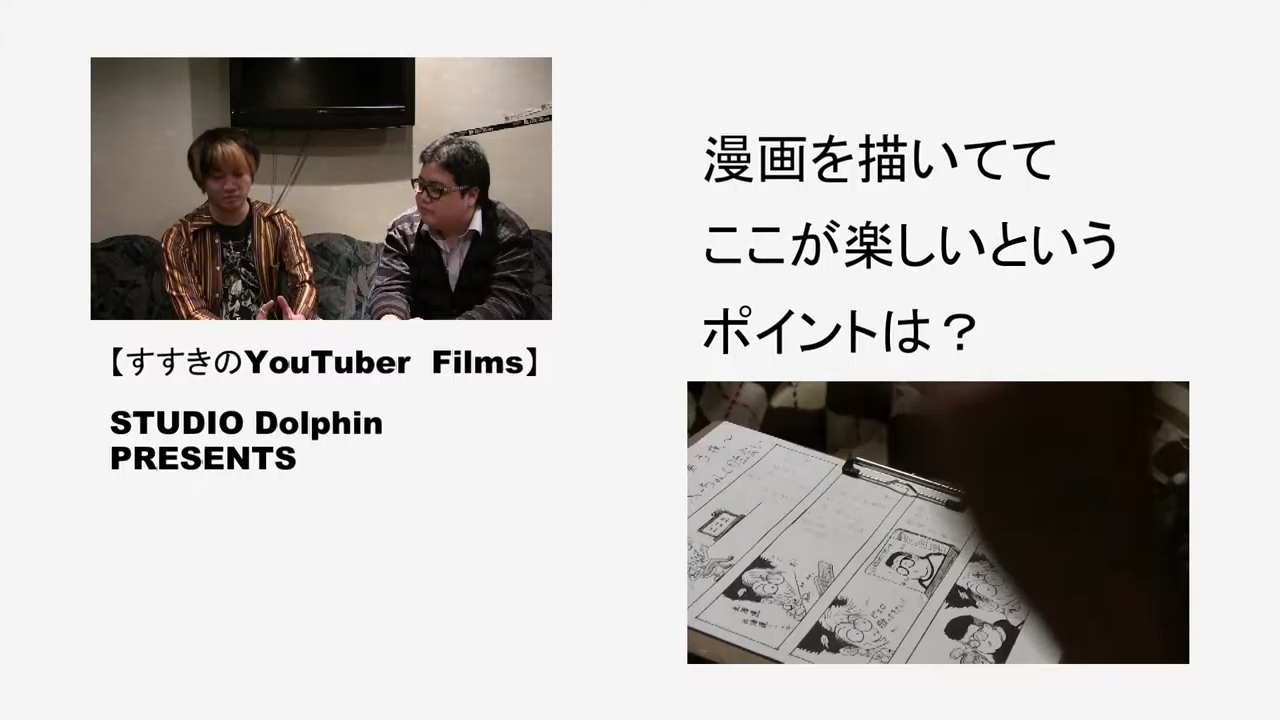 漫画を描いてて
ここが楽しいという
ポイントは？
【すすきのYouTuber Films】
STUDIO Dolphin
PRESENTS